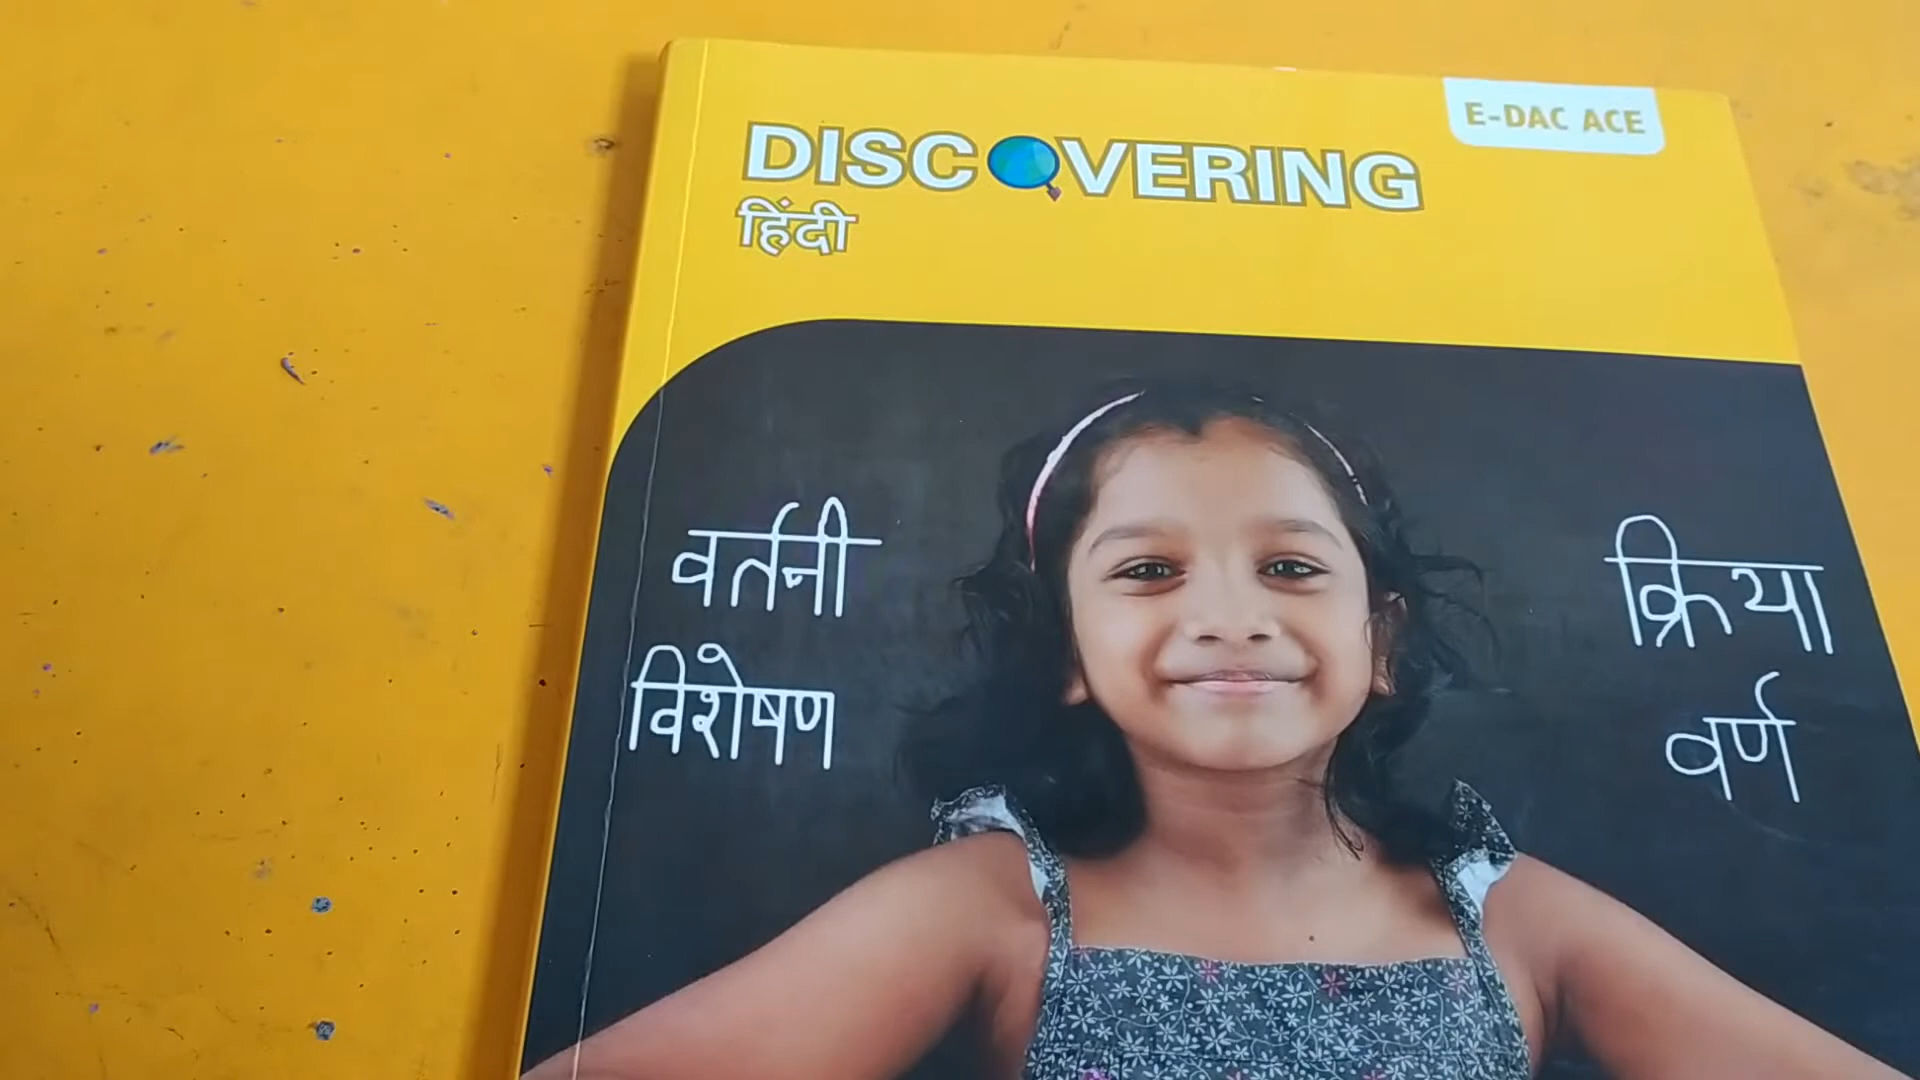 E-DAC ACE
DISCOVERING
हिंदी
वर्तनी
क्रिया
विशेषण
वर्ण